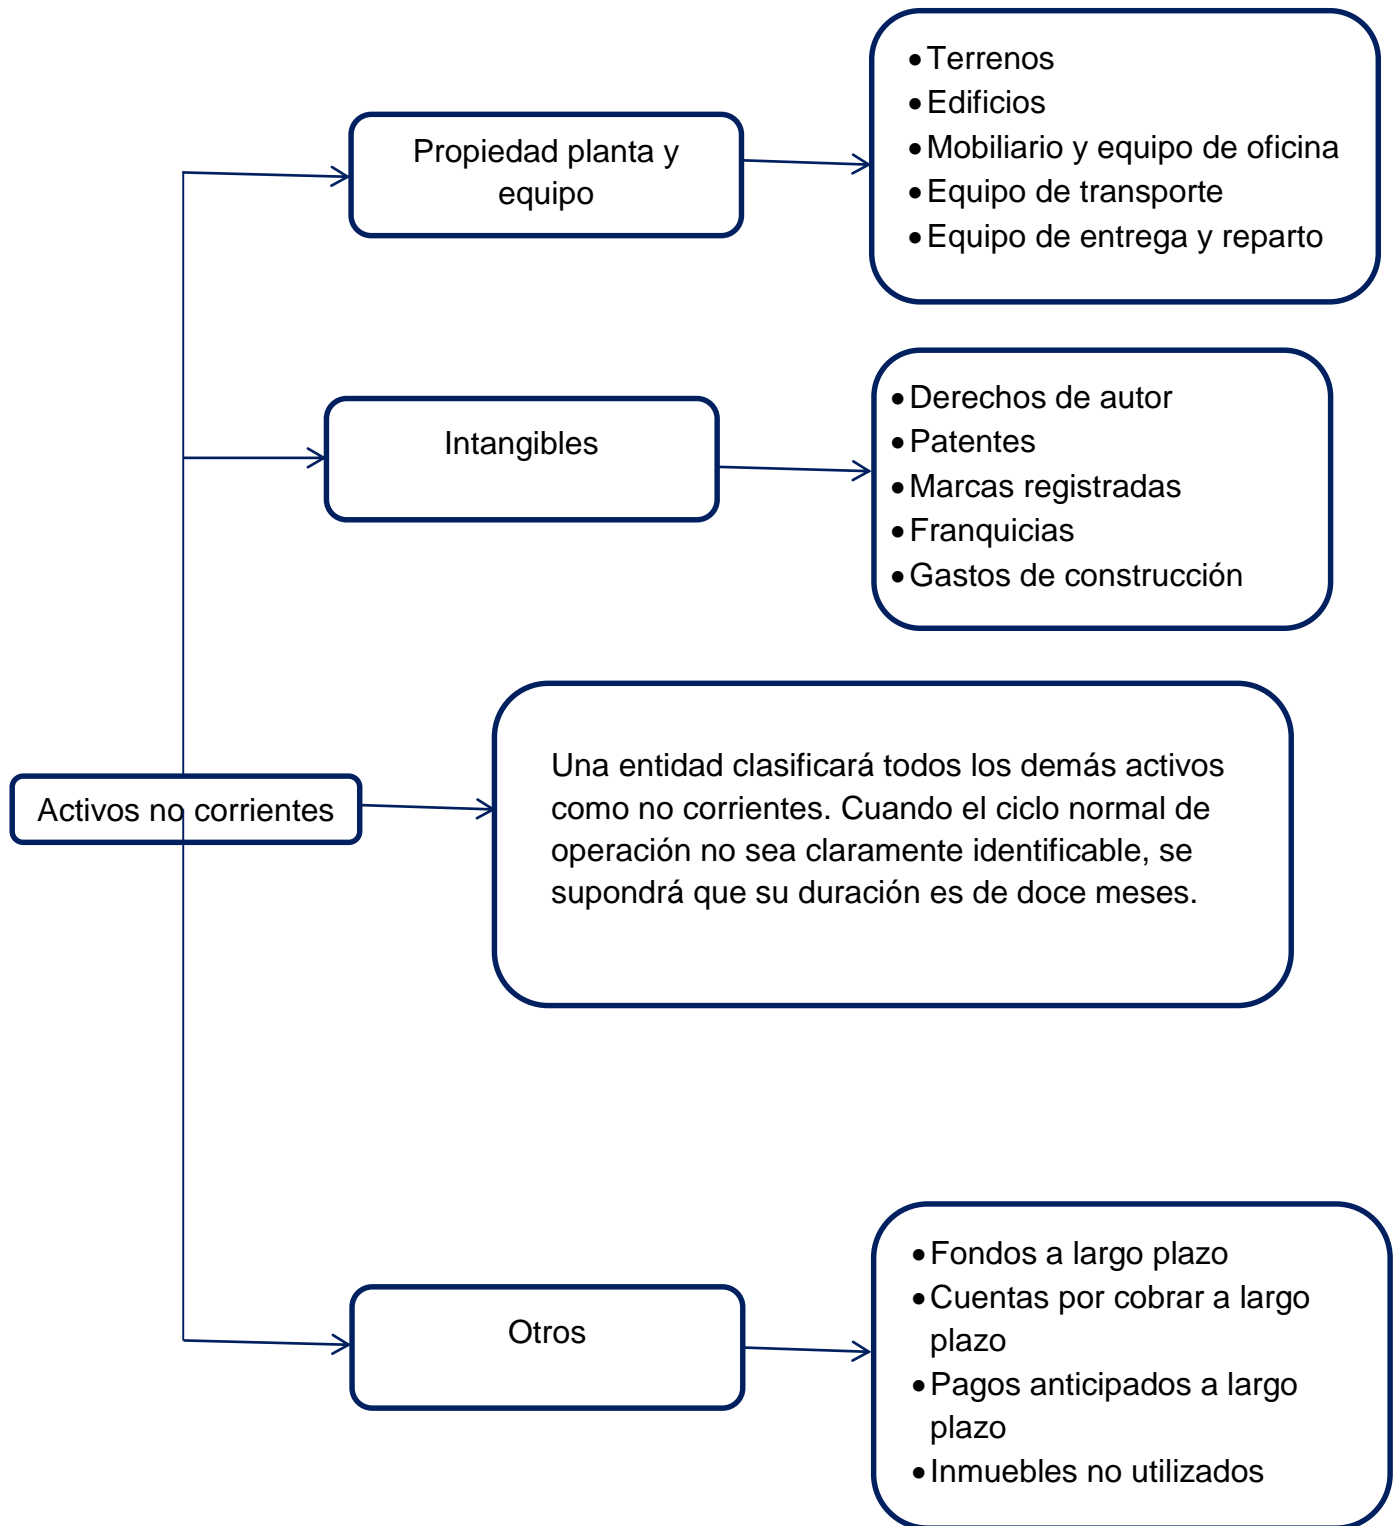 Propiedad planta y
equipo
• Terrenos
• Edificios
• Mobiliario y equipo de oficina
• Equipo de transporte
• Equipo de entrega y reparto
Intangibles
• Derechos de autor
• Patentes
• Marcas registradas
• Franquicias
• Gastos de construcción
Activos no corrientes
Una entidad clasificará todos los demás activos
como no corrientes. Cuando el ciclo normal de
operación no sea claramente identificable, se
supondrá que su duración es de doce meses.
Otros
• Fondos a largo plazo
• Cuentas por cobrar a largo
plazo
• Pagos anticipados a largo
plazo
• Inmuebles no utilizados